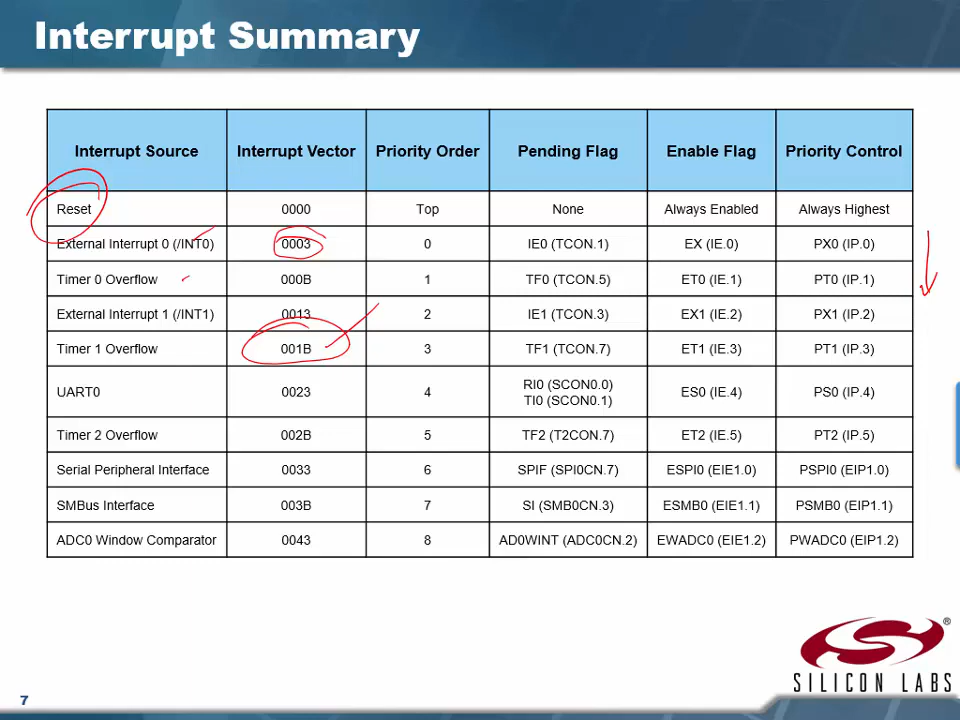 Interrupt Summary
Interrupt Source Interrupt Vector Priority Order Pending Flag Enable Flag Priority Control
Reset 0000 Top None Always Enabled Always Highest
External Interrupt 0 (/INT0) 0003 0 IE0 (TCON.1) EX (IE.0) PX0 (IP.0)
Timer 0 Overflow 000B 1 TF0 (TCON.5) ET0 (IE.1) PT0 (IP.1)
External Interrupt 1 (/INT1) 0013 2 IE1 (TCON.3) EX1 (IE.2) PX1 (IP.2)
Timer 1 Overflow 001B 3 TF1 (TCON.7) ET1 (IE.3) PT1 (IP.3)
UART0 0023 4 RI0 (SCON0.0) ES0 (IE.4) PS0 (IP.4)
TI0 (SCON0.1)
Timer 2 Overflow 002B 5 TF2 (T2CON.7) ET2 (IE.5) PT2 (IP.5)
Serial Peripheral Interface 0033 6 SPIF (SPI0CN.7) ESPI0 (EIE1.0) PSPI0 (EIP1.0)
SMBus Interface 003B 7 SI (SMB0CN.3) ESMB0 (EIE1.1) PSMB0 (EIP1.1)
ADC0 Window Comparator 0043 8 AD0WINT (ADC0CN.2) EWADC0 (EIE1.2) PWADC0 (EIP1.2)
®
SILICON LABS
7